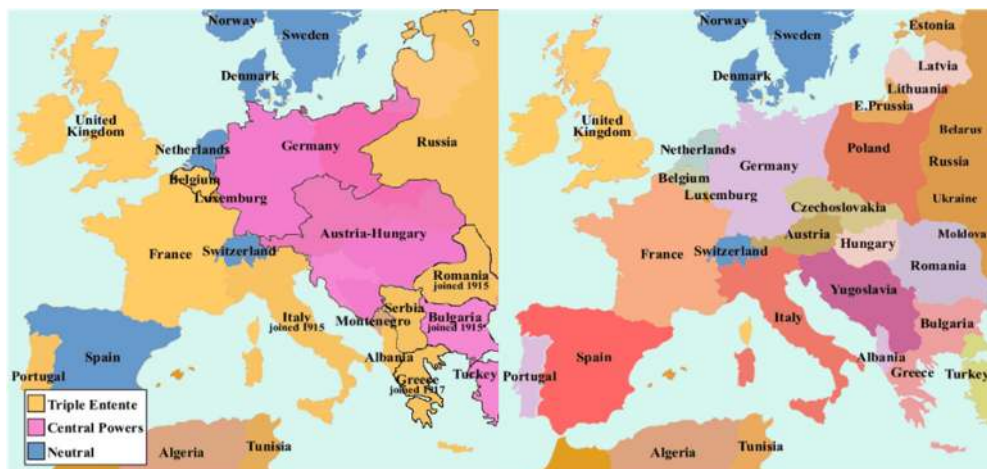 Norway
Sweden
Denmark
United
Kingdom
Netherlands
Belgium
Luxemburg
Germany
Russia
Austria-Hungary
France
Switzerland
Romania
joined 1915
Serbia
Italy
joined 1915
Montenegro
Bulgaria
joined 1915
Albania
Greece
joined 1917
Turkey
Spain
Portugal
Triple Entente
Central Powers
Neutral
Algeria
Tunisia
Norway
Sweden
Estonia
Latvia
Lithuania
E.Prussia
Denmark
United
Kingdom
Netherlands
Belgium
Luxemburg
Germany
Poland
Belarus
Russia
Ukraine
Czechoslovakia
Austria
Hungary
Moldova
Romania
France
Switzerland
Yugoslavia
Italy
Bulgaria
Albania
Greece
Turkey
Spain
Portugal
Algeria
Tunisia